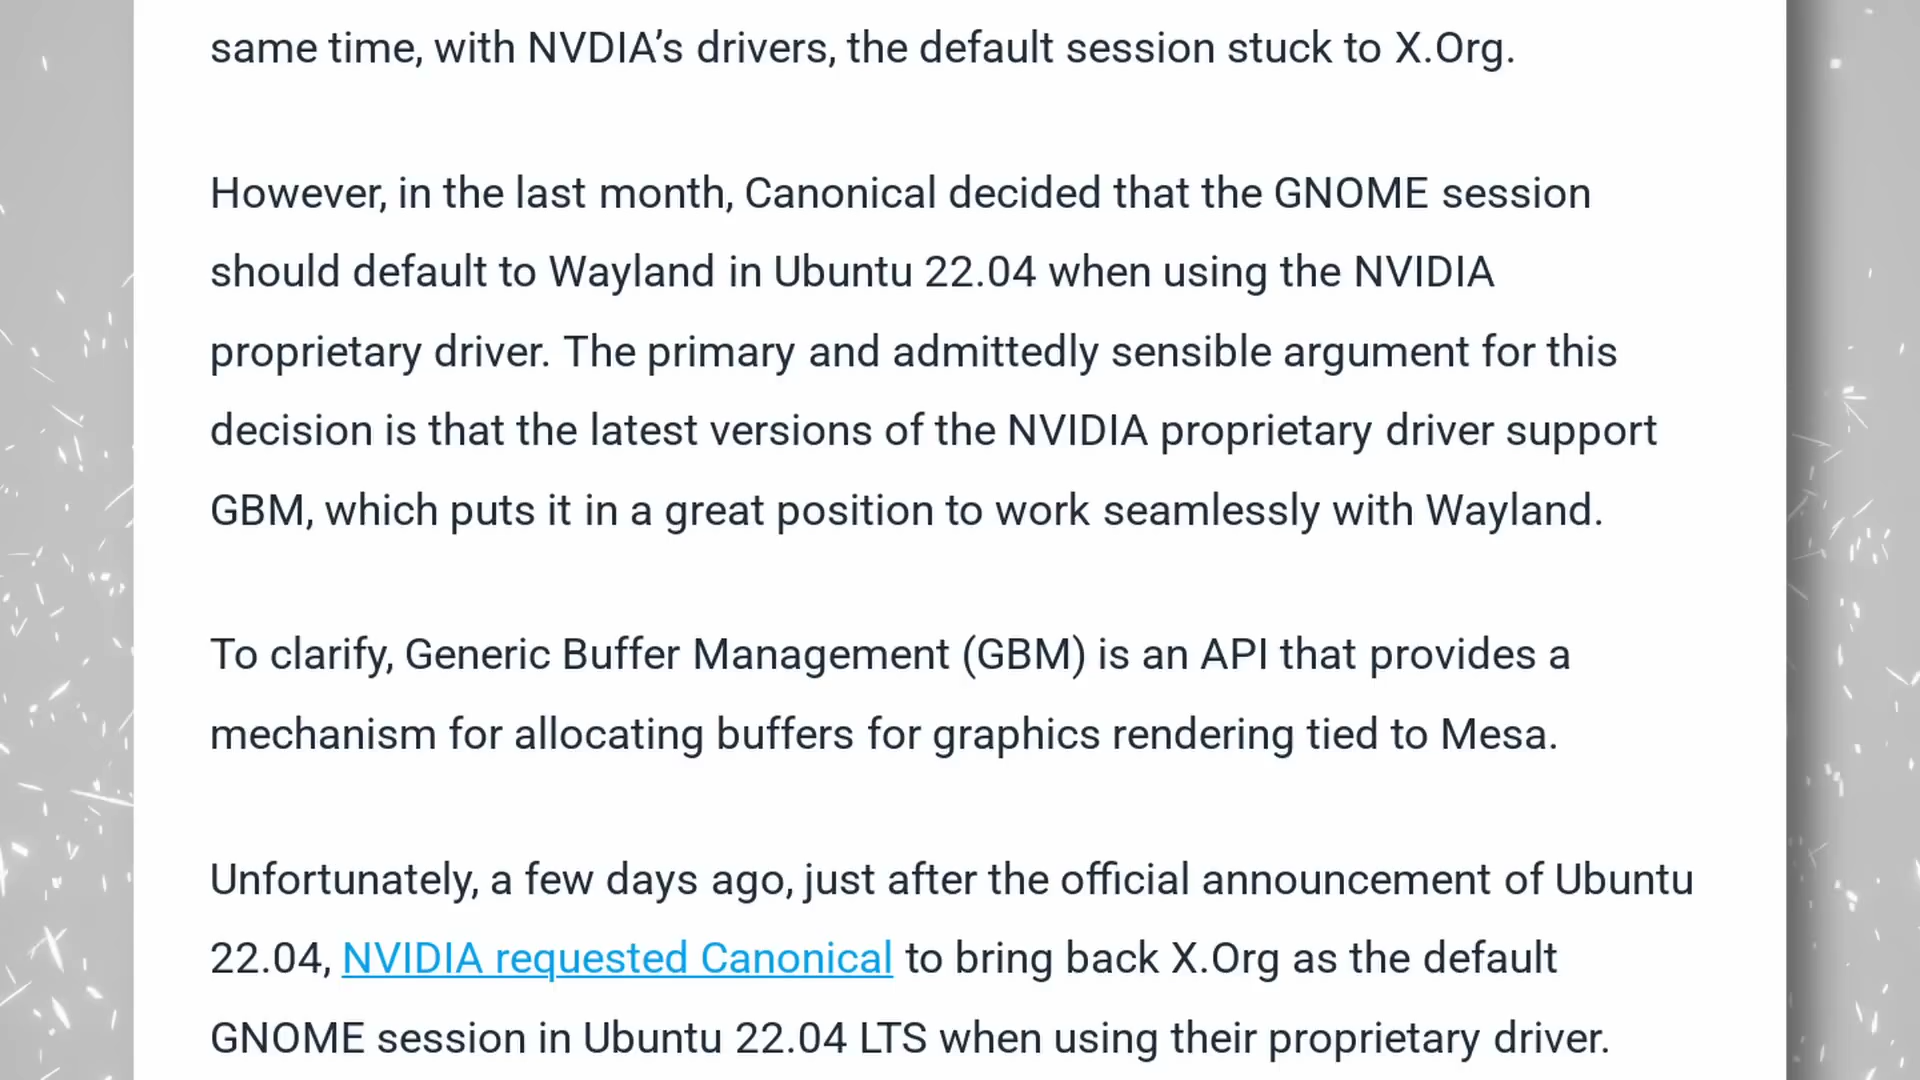 same time, with NVDIA’s drivers, the default session stuck to X.Org.
However, in the last month, Canonical decided that the GNOME session
should default to Wayland in Ubuntu 22.04 when using the NVIDIA
proprietary driver. The primary and admittedly sensible argument for this
decision is that the latest versions of the NVIDIA proprietary driver support
GBM, which puts it in a great position to work seamlessly with Wayland.
To clarify, Generic Buffer Management (GBM) is an API that provides a
mechanism for allocating buffers for graphics rendering tied to Mesa.
Unfortunately, a few days ago, just after the official announcement of Ubuntu
22.04, NVIDIA requested Canonical to bring back X.Org as the default
GNOME session in Ubuntu 22.04 LTS when using their proprietary driver.